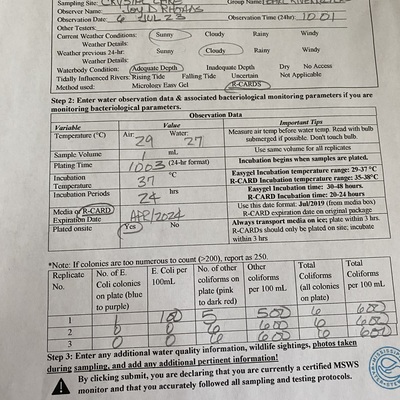 Sampling Site: CRYSTAL LAKE Group Name:
Observer Name: Jon D. Rhomas
Observation Date: 6 JUL 23 Observation Time (24hr): 1001
Other Testers:
Current Weather Conditions: Sunny Cloudy Rainy Windy
Weather Details:
Weather previous 24-hr: Sunny Cloudy Rainy Windy
Weather Details:
Waterbody Condition: Adequate Depth Inadequate Depth Dry No Access
Tidally Influenced Rivers: Rising Tide Falling Tide Uncertain Not Applicable
Method used: Micrology Easy Gel R-CARDS
Step 2: Enter water observation data & associated bacteriological monitoring parameters if you are
monitoring bacteriological parameters.
Observation Data
Variable Value Important Tips
Temperature (°C) Air: 29 Water: 27 Measure air temp before water temp. Read with bulb
submerged if possible. Don't touch bulb.
Sample Volume 1 mL Use same volume for all replicates
Plating Time 1003 (24-hr format) Incubation begins when samples are plated.
Incubation Temperature 37 °C Easygel Incubation temperature range: 29-37 °C
R-CARD Incubation temperature range: 35-38°C
Incubation Periods 24 hrs Easygel Incubation time: 30-48 hours.
R-CARD Incubation time: 20-24 hours
Media or R-CARD Expiration Date APR/2024 Use this date format: Jul/2019 (from media box)
R-CARD expiration date on original package
Plated onsite Yes No Always transport media on ice; plate within 3 hrs.
R-CARDs should only be placed on site; incubate
within 3 hrs
*Note: If colonies are too numerous to count (>200), report as 250.
Replicate No. No. of E. Coli colonies on plate (blue to purple) E. Coli per 100mL No. of other coliforms on plate (pink to dark red) Other coliforms per 100 mL Total Coliforms (all colonies on plate) Total Coliforms per 100 mL
1 1 100 5 500 6 600
2 0 0 6 600 6 600
3 0 0 6 600 6 600
Step 3: Enter any additional water quality information, wildlife sightings, photos taken
during sampling, and add any additional pertinent information!
By clicking submit, you are declaring that you are currently a certified MSWS
monitor and that you accurately followed all sampling and testing protocols.